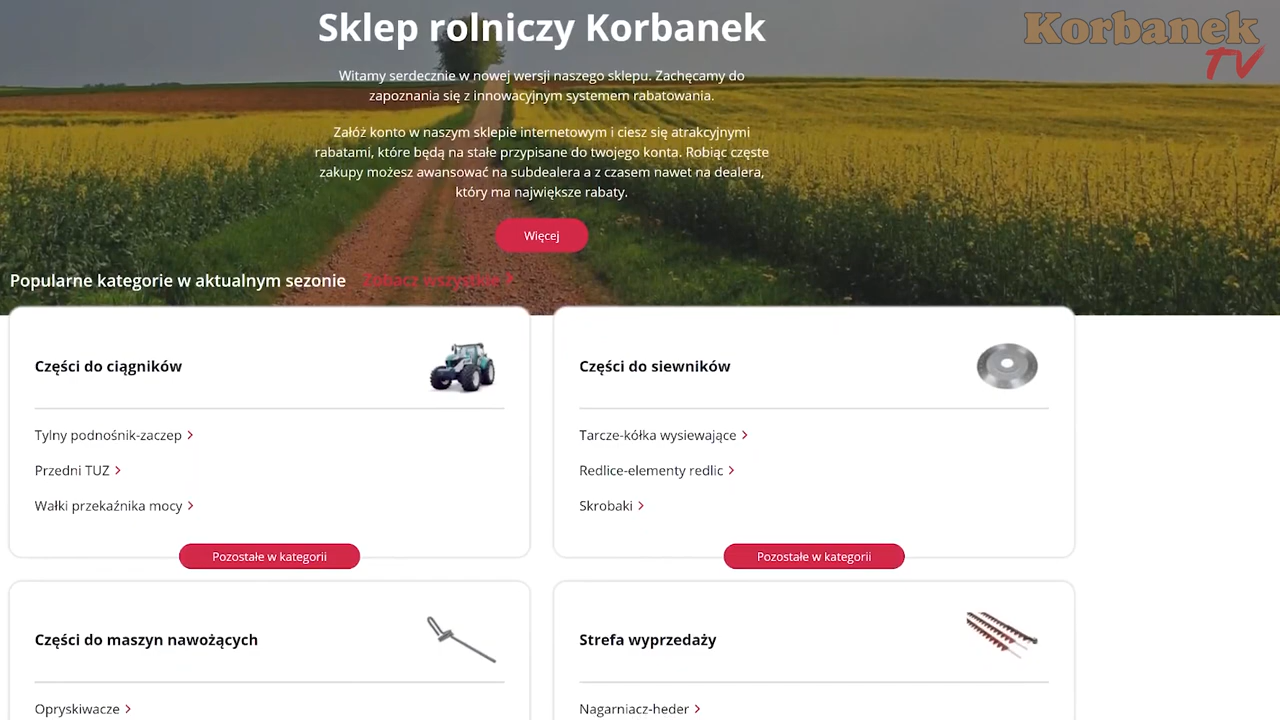 Sklep rolniczy Korbanek
Korbanek
TV
Witamy serdecznie w nowej wersji naszego sklepu. Zachęcamy do
zapoznania się z innowacyjnym systemem rabatowania.
Załóż konto w naszym sklepie internetowym i ciesz się atrakcyjnymi
rabatami, które będą na stałe przypisane do twojego konta. Robiąc częste
zakupy możesz awansować na subdealera a z czasem nawet na dealera,
który ma największe rabaty.
Więcej
Popularne kategorie w aktualnym sezonie Zobacz wszystkie >
Części do ciągników
Tylny podnośnik-zaczep >
Przedni TUZ >
Wałki przekaźnika mocy >
Pozostałe w kategorii
Części do siewników
Tarcze-kółka wysiewające >
Redlice-elementy redlic >
Skrobaki >
Pozostałe w kategorii
Części do maszyn nawożących
Opryskiwacze >
Strefa wyprzedaży
Nagarniacz-heder >